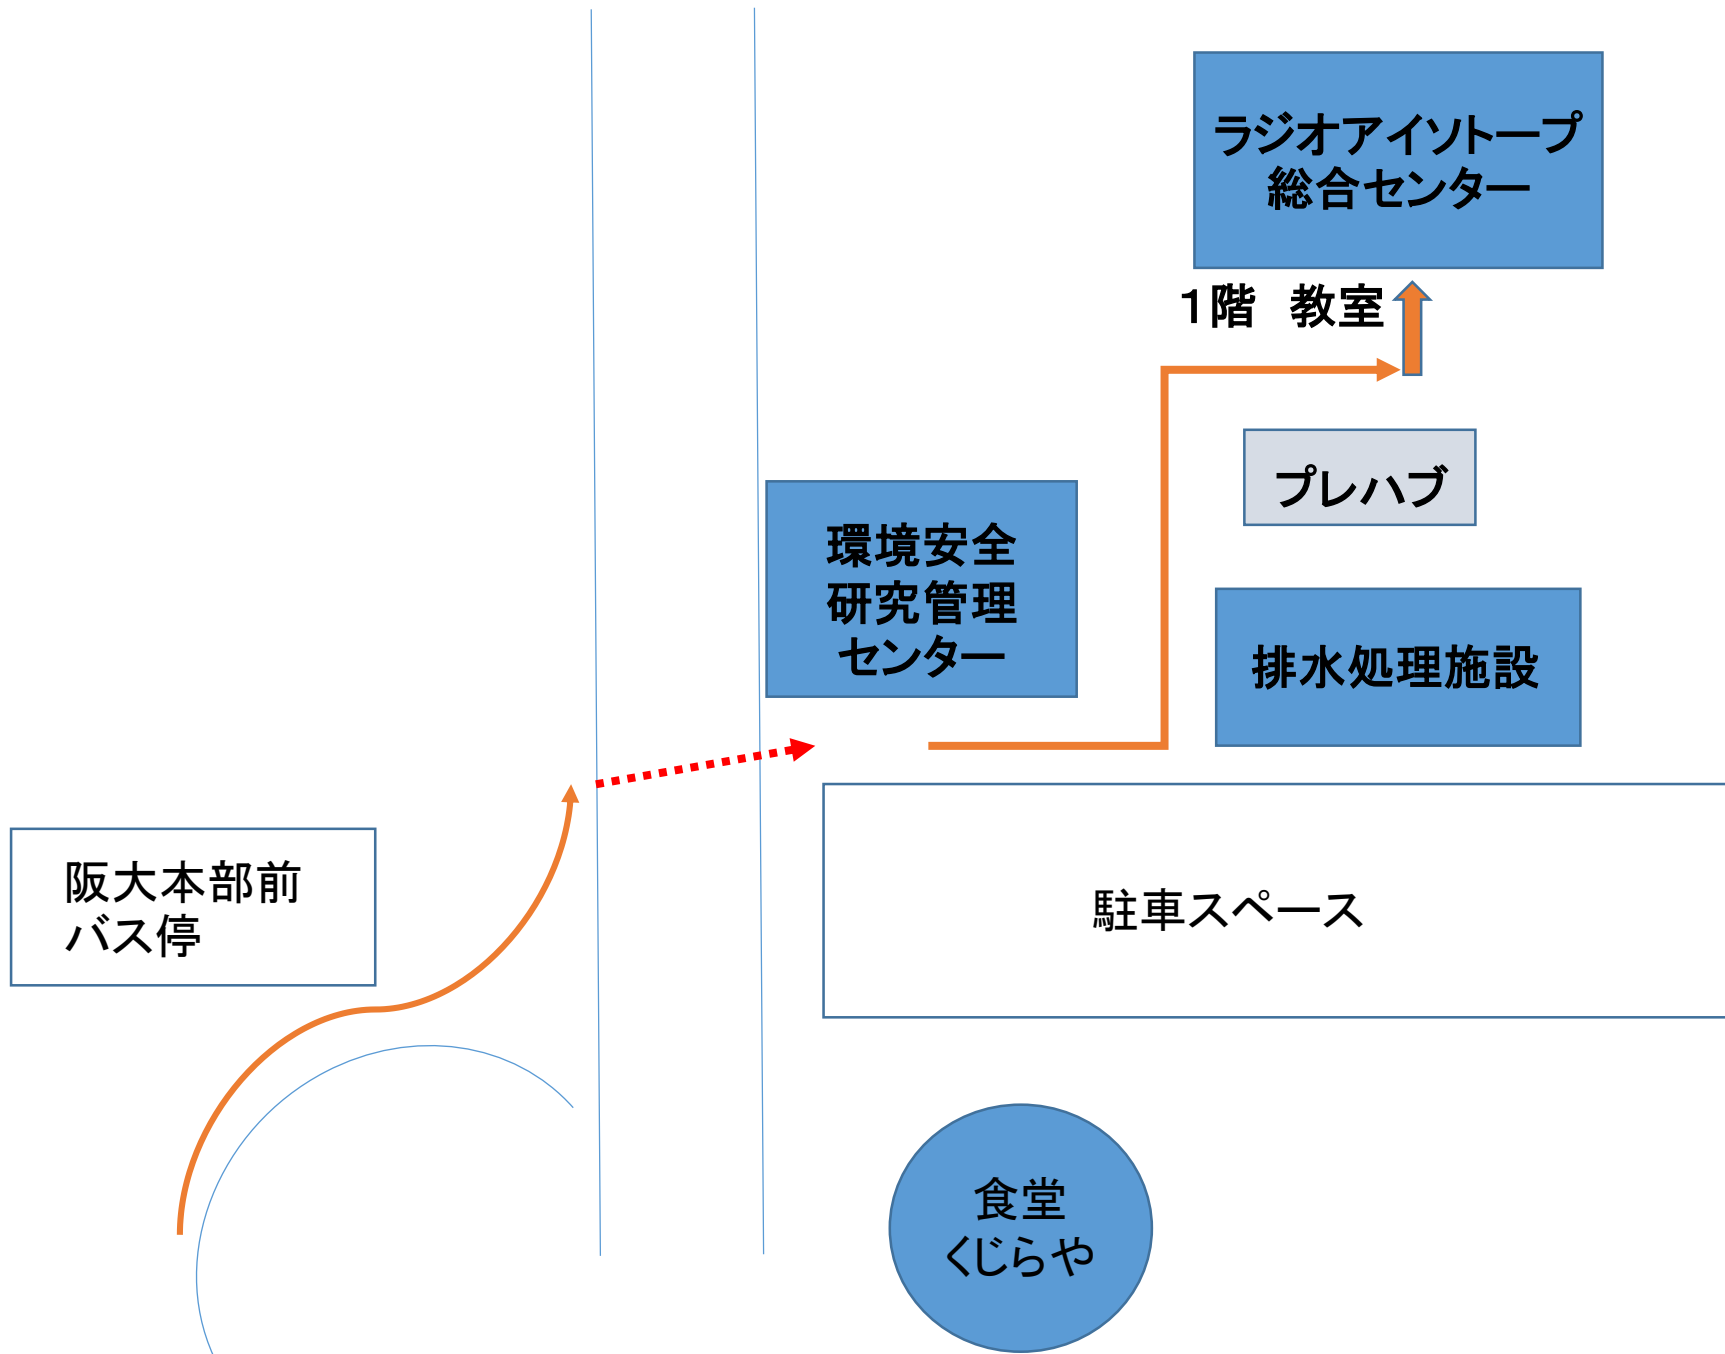 ラジオアイソトープ
総合センター
１階　教室
プレハブ
環境安全
研究管理
センター
排水処理施設
阪大本部前
バス停
駐車スペース
食堂
くじらや